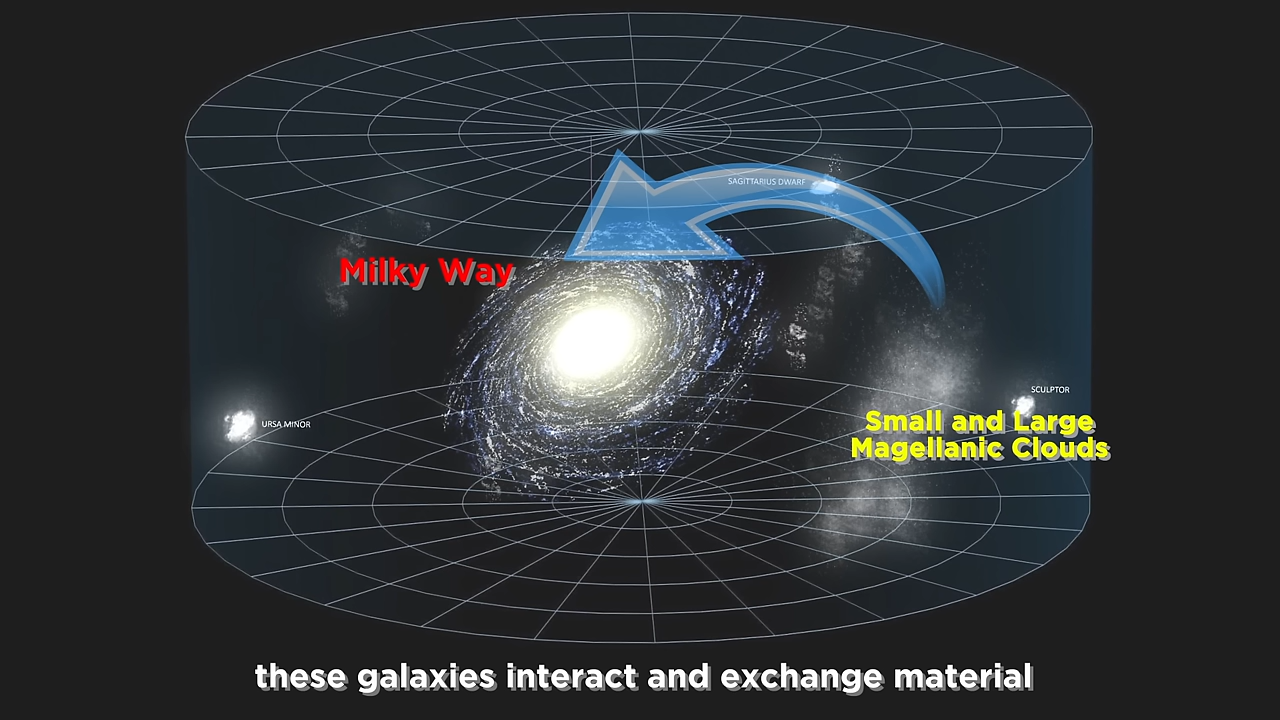 SAGITTARIUS DWARF
Milky Way
SCULPTOR
Small and Large
Magellanic Clouds
URSA MINOR
these galaxies interact and exchange material